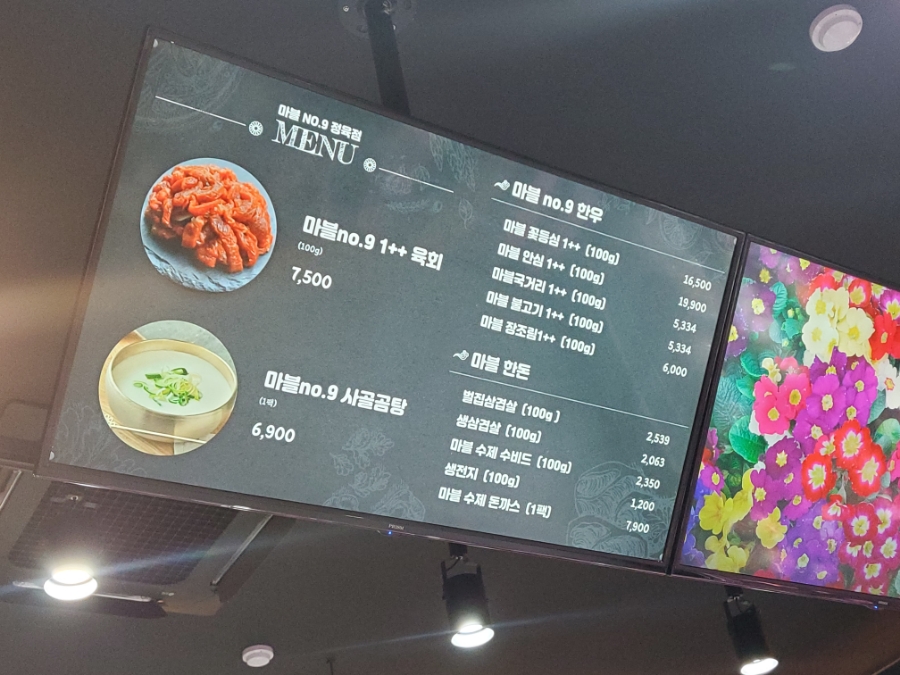 마블 NO.9 정육점
MENU
마블no.9 1++ 육회
(100g)
7,500
마블no.9 사골곰탕
(1팩)
6,900
마블 no.9 한우
마블 꽃등심 1++ (100g) 16,500
마블 안심 1++ (100g) 19,900
마블국거리 1++ (100g) 5,334
마블 불고기 1++ (100g) 5,334
마블 장조림1++ (100g) 6,000
마블 한돈
벌집삼겹살 (100g ) 2,539
생삼겹살 (100g) 2,063
마블 수제 수비드 (100g) 2,350
생전지 (100g) 1,200
마블 수제 돈까스 (1팩) 7,900